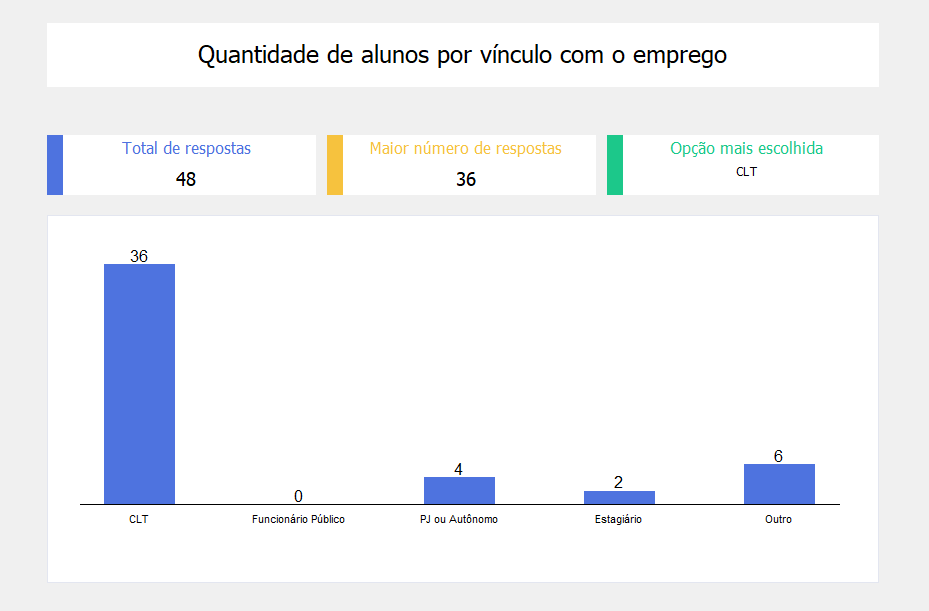 Quantidade de alunos por vínculo com o emprego
Total de respostas
48
Maior número de respostas
36
Opção mais escolhida
CLT
36
0
4
2
6
CLT
Funcionário Público
PJ ou Autônomo
Estagiário
Outro